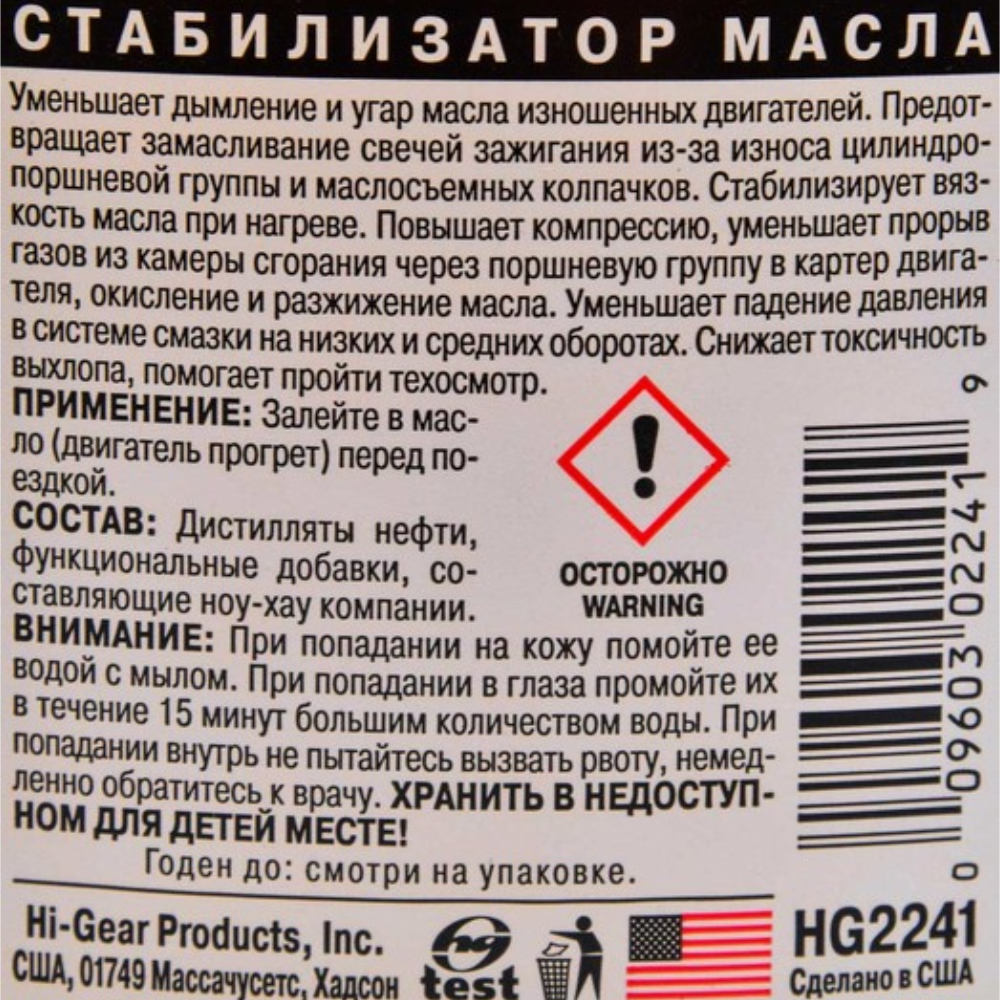 СТАБИЛИЗАТОР МАСЛА
Уменьшает дымление и угар масла изношенных двигателей. Предот-
вращает замасливание свечей зажигания из-за износа цилиндро-
поршневой группы и маслосъемных колпачков. Стабилизирует вяз-
кость масла при нагреве. Повышает компрессию, уменьшает прорыв
газов из камеры сгорания через поршневую группу в картер двига-
теля, окисление и разжижение масла. Уменьшает падение давления
в системе смазки на низких и средних оборотах. Снижает токсичность
выхлопа, помогает пройти техосмотр.
ПРИМЕНЕНИЕ: Залейте в мас-
ло (двигатель прогрет) перед по-
ездкой.
СОСТАВ: Дистилляты нефти,
функциональные добавки, со-
ставляющие ноу-хау компании.
ОСТОРОЖНО
WARNING
ВНИМАНИЕ: При попадании на кожу помойте ее
водой с мылом. При попадании в глаза промойте их
в течение 15 минут большим количеством воды. При
попадании внутрь не пытайтесь вызвать рвоту, немед-
ленно обратитесь к врачу. ХРАНИТЬ В НЕДОСТУП-
НОМ ДЛЯ ДЕТЕЙ МЕСТЕ!
Годен до: смотри на упаковке.
0 09603 02241 9
Hi-Gear Products, Inc.
США, 01749 Массачусетс, Хадсон
hg
test
HG2241
Сделано в США